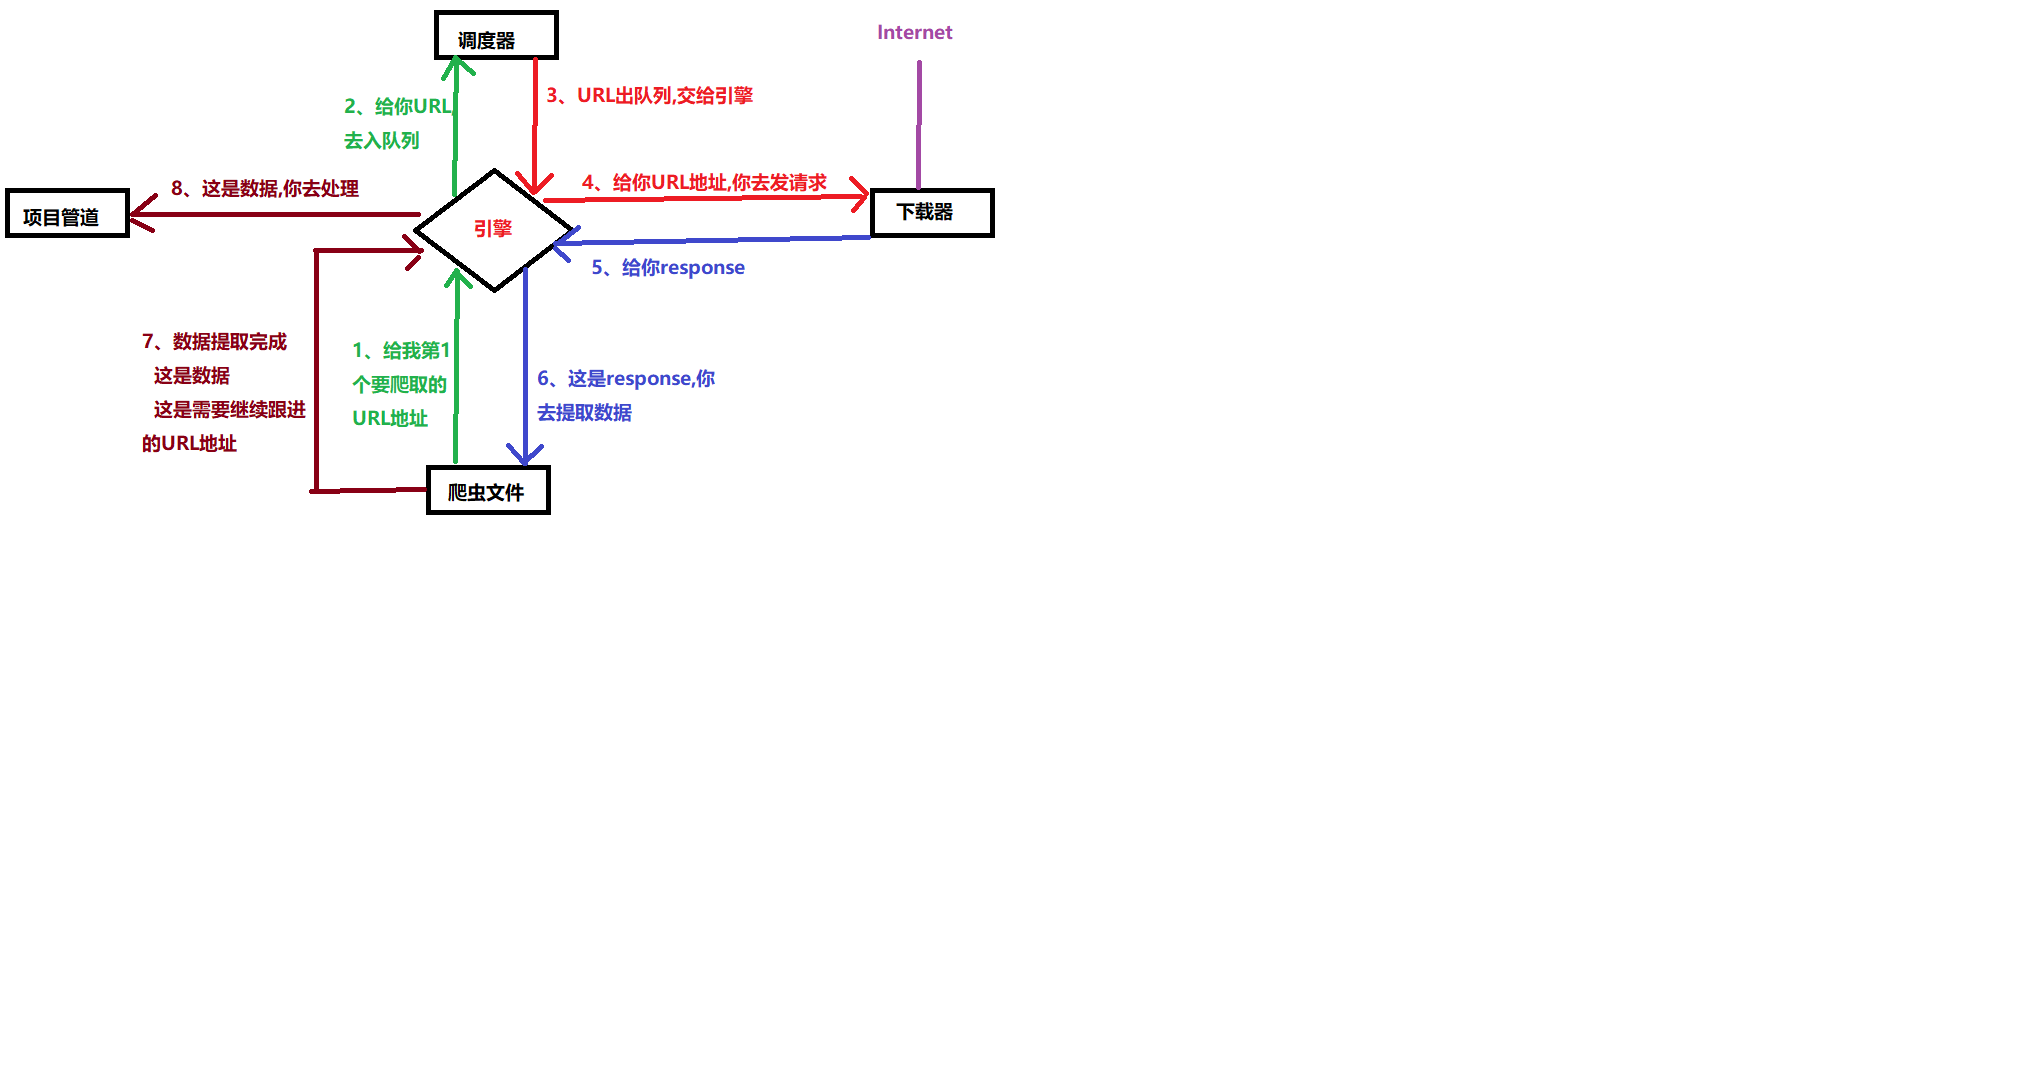 调度器
Internet
2、给你URL,
去入队列
3、URL出队列,交给引擎
8、这是数据,你去处理
4、给你URL地址,你去发请求
项目管道
引擎
下载器
5、给你response
7、数据提取完成
这是数据
这是需要继续跟进
的URL地址
1、给我第1
个要爬取的
URL地址
6、这是response,你
去提取数据
爬虫文件